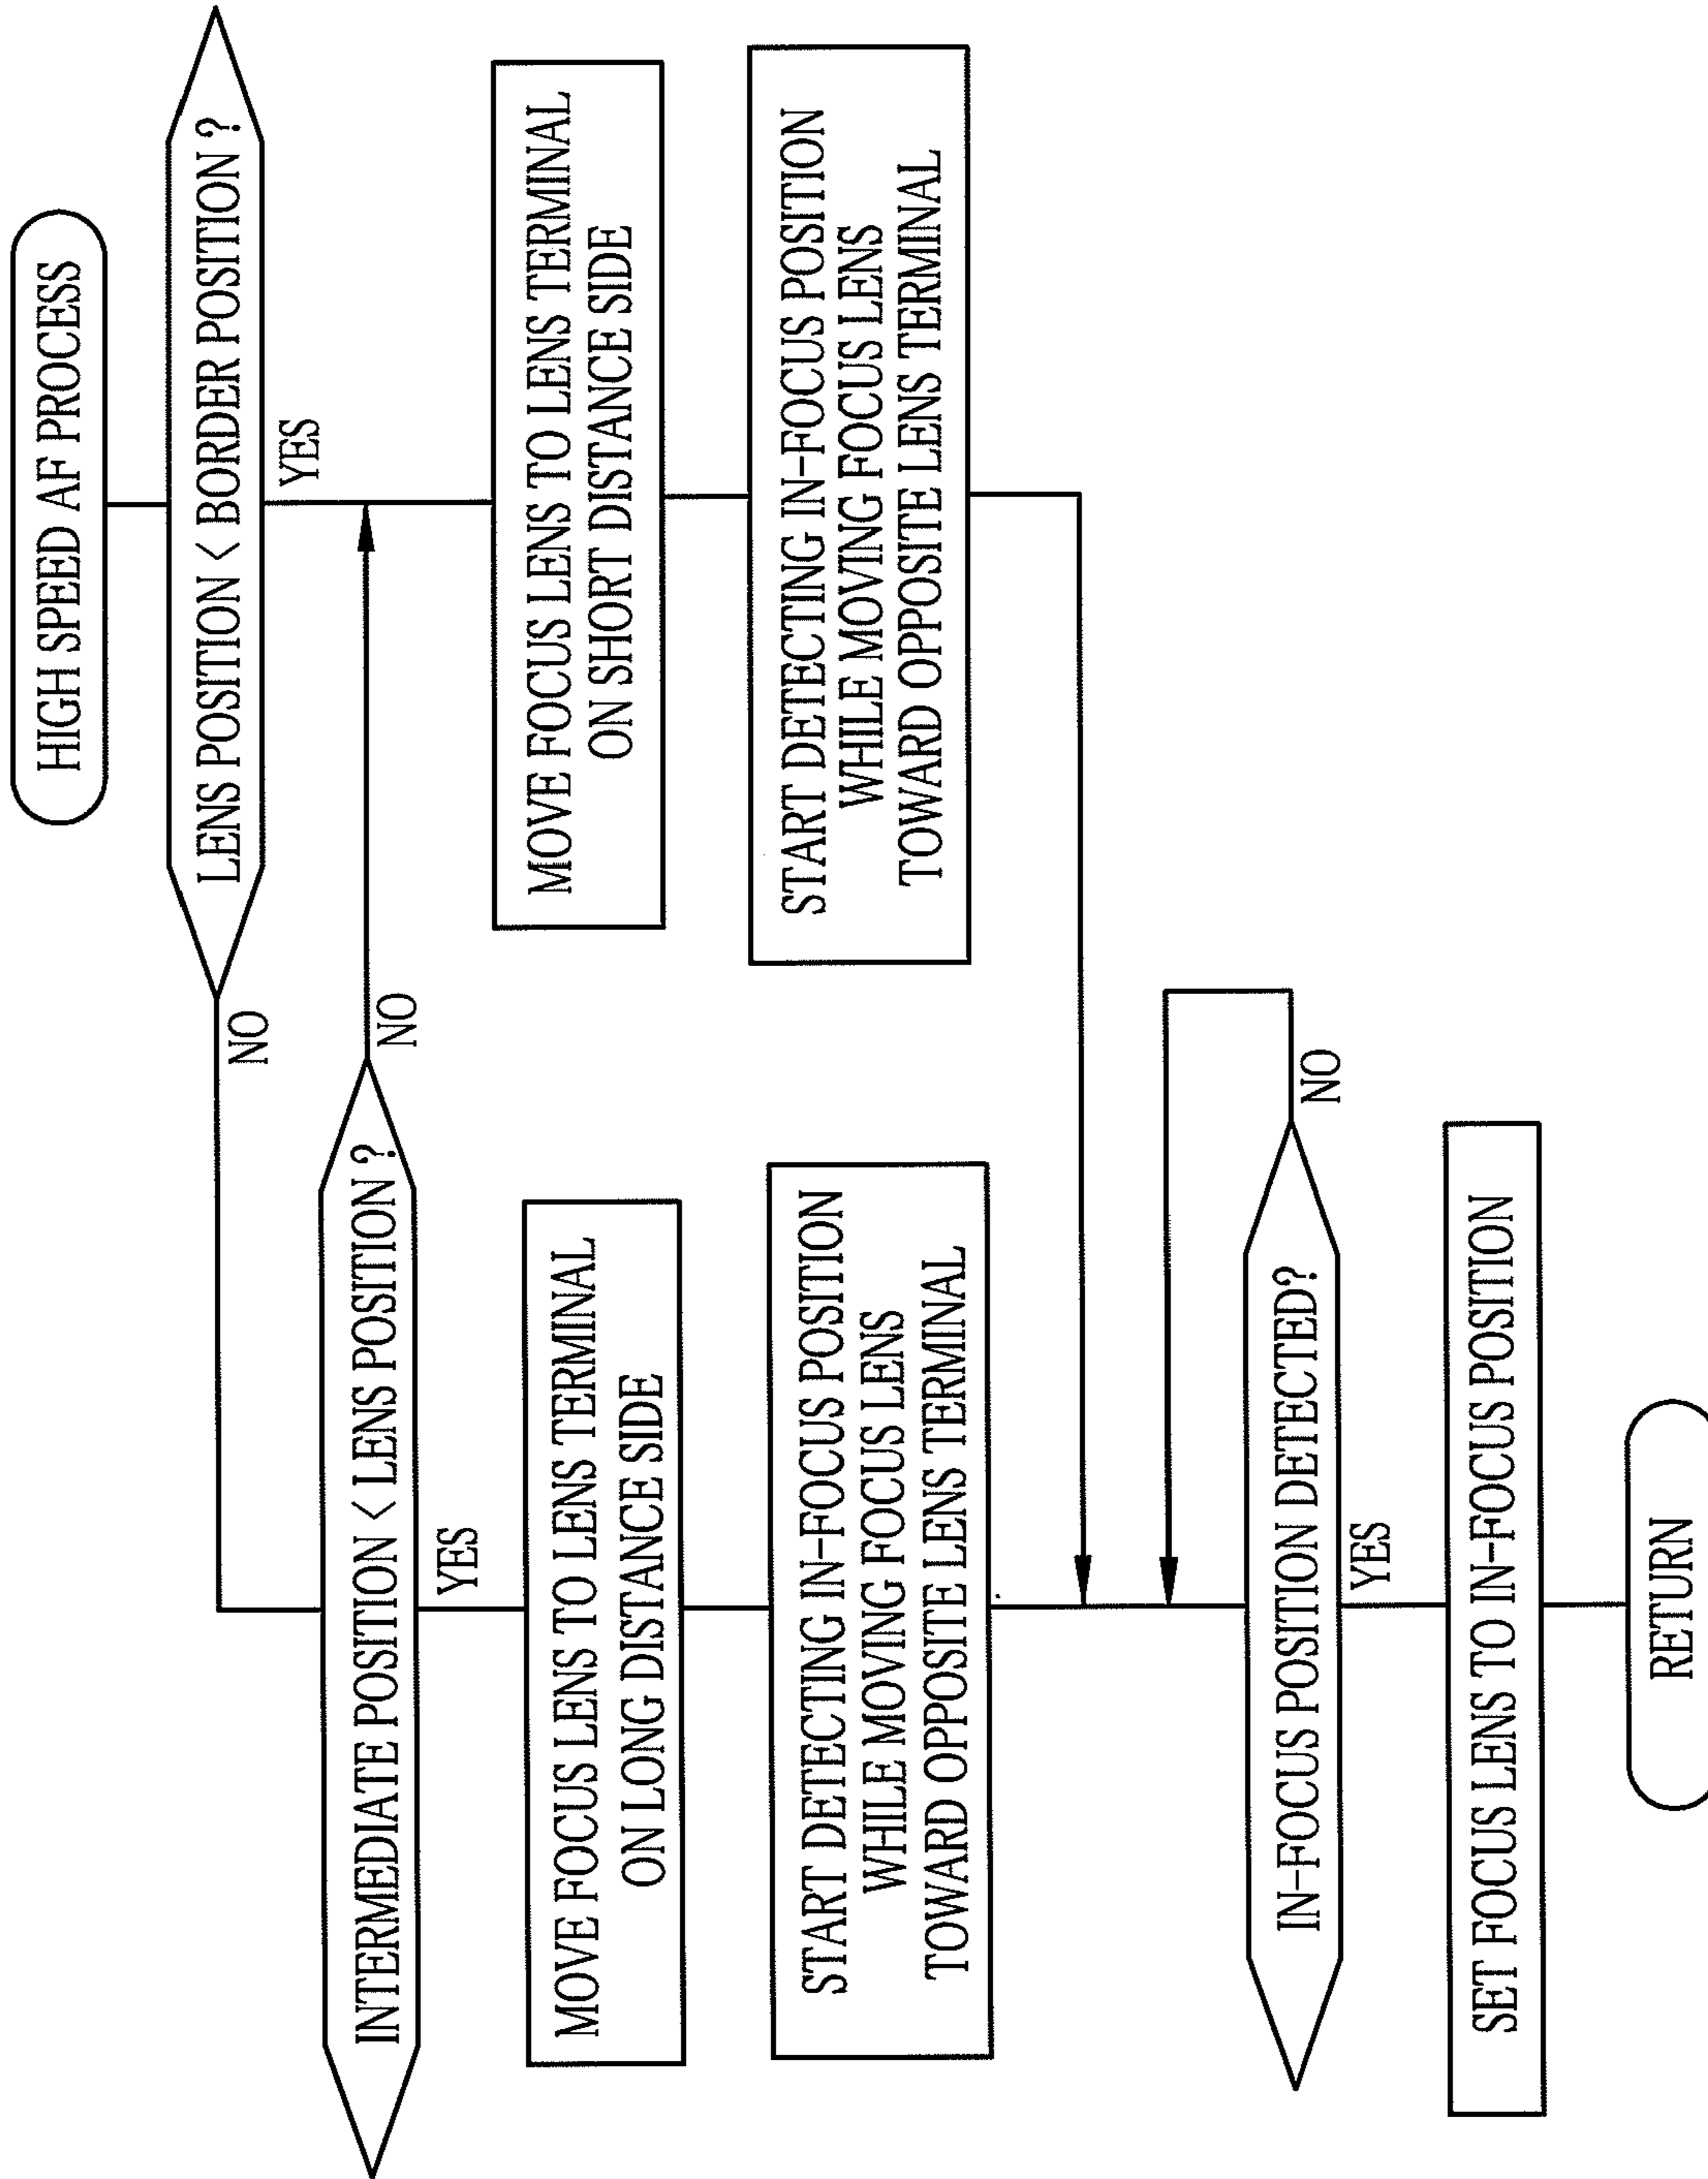 HIGH SPEED AF PROCESS
LENS POSITION < BORDER POSITION ?
NO
YES
INTERMEDIATE POSITION < LENS POSITION ?
NO
YES
MOVE FOCUS LENS TO LENS TERMINAL
ON SHORT DISTANCE SIDE
MOVE FOCUS LENS TO LENS TERMINAL
ON LONG DISTANCE SIDE
START DETECTING IN-FOCUS POSITION
WHILE MOVING FOCUS LENS
TOWARD OPPOSITE LENS TERMINAL
START DETECTING IN-FOCUS POSITION
WHILE MOVING FOCUS LENS
TOWARD OPPOSITE LENS TERMINAL
IN-FOCUS POSITION DETECTED?
NO
YES
SET FOCUS LENS TO IN-FOCUS POSITION
RETURN